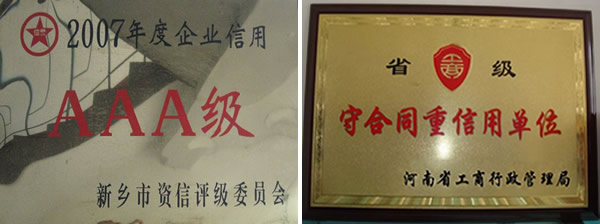 2007年度企业信用
AAA级
新乡市资信评级委员会
省 级
守合同重信用单位
河南省工商行政管理局